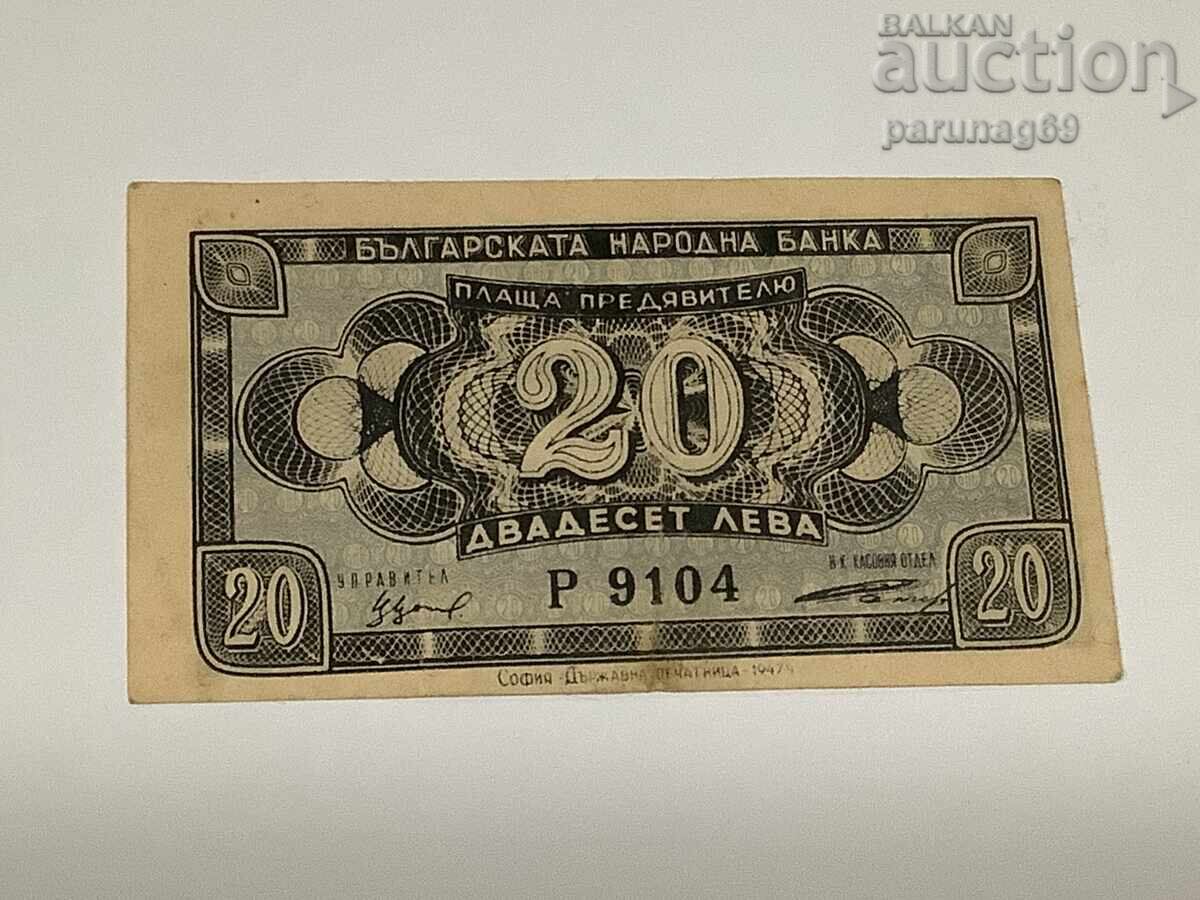 BALKAN
auction
parunag69
БЪЛГАРСКАТА НАРОДНА БАНКА
ПЛАЩА ПРЕДЯВИТЕЛЮ
20
ДВАДЕСЕТ ЛЕВА
УПРАВИТЕЛ
Р 9104
Н-К КАСОВИЯ ОТДЕЛ
20
20
СОФИЯ - ДЪРЖАВНА ПЕЧАТНИЦА - 1947